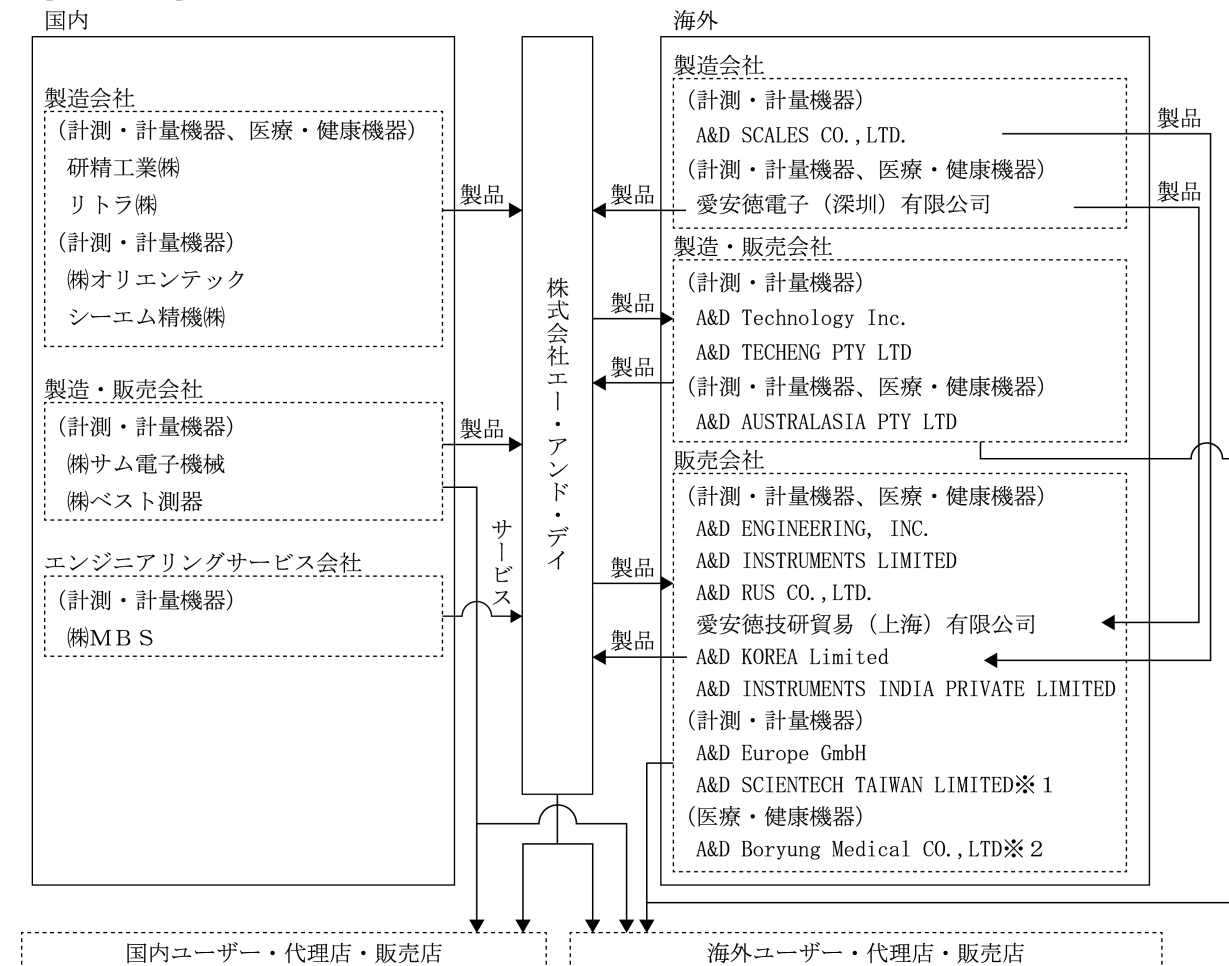 国内
製造会社
(計測・計量機器、医療・健康機器)
研精工業㈱
リトラ㈱
(計測・計量機器)
㈱オリエンテック
シーエム精機㈱
製品
製造・販売会社
(計測・計量機器)
㈱サム電子機械
㈱ベスト測器
製品
エンジニアリングサービス会社
(計測・計量機器)
㈱ＭＢＳ
サービス
株式会社エー・アンド・デイ
海外
製造会社
(計測・計量機器)
A&D SCALES CO.,LTD.
製品
(計測・計量機器、医療・健康機器)
愛安徳電子（深圳）有限公司
製品
製品
製造・販売会社
(計測・計量機器)
A&D Technology Inc.
製品
A&D TECHENG PTY LTD
(計測・計量機器、医療・健康機器)
製品
A&D AUSTRALASIA PTY LTD
販売会社
(計測・計量機器、医療・健康機器)
A&D ENGINEERING, INC.
A&D INSTRUMENTS LIMITED
製品
A&D RUS CO.,LTD.
愛安徳技研貿易（上海）有限公司
製品
A&D KOREA Limited
A&D INSTRUMENTS INDIA PRIVATE LIMITED
(計測・計量機器)
A&D Europe GmbH
A&D SCIENTECH TAIWAN LIMITED※１
(医療・健康機器)
A&D Boryung Medical CO.,LTD※２
国内ユーザー・代理店・販売店
海外ユーザー・代理店・販売店